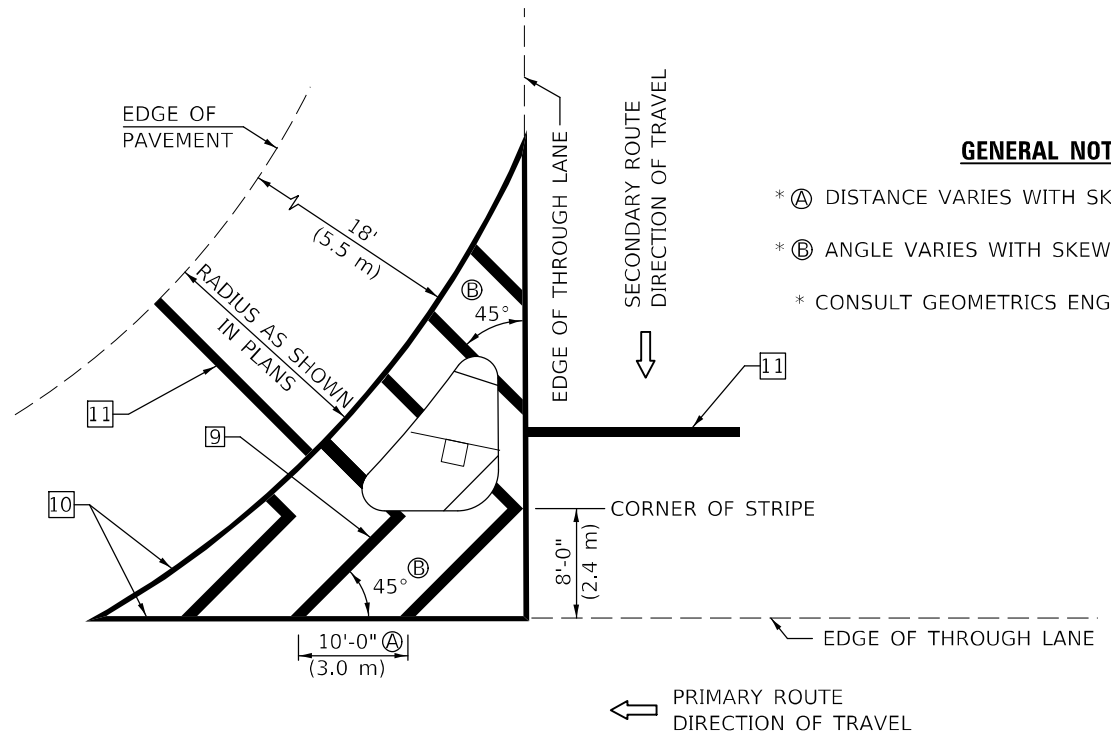 EDGE OF
PAVEMENT
18'
(5.5 m)
RADIUS AS SHOWN
IN PLANS
EDGE OF THROUGH LANE
SECONDARY ROUTE
DIRECTION OF TRAVEL
GENERAL NOT
* Ⓐ DISTANCE VARIES WITH SK
* Ⓑ ANGLE VARIES WITH SKEW
* CONSULT GEOMETRICS ENG
Ⓑ
45°
11
11
9
10
CORNER OF STRIPE
8'-0"
(2.4 m)
45° Ⓑ
10'-0" Ⓐ
(3.0 m)
EDGE OF THROUGH LANE
PRIMARY ROUTE
DIRECTION OF TRAVEL